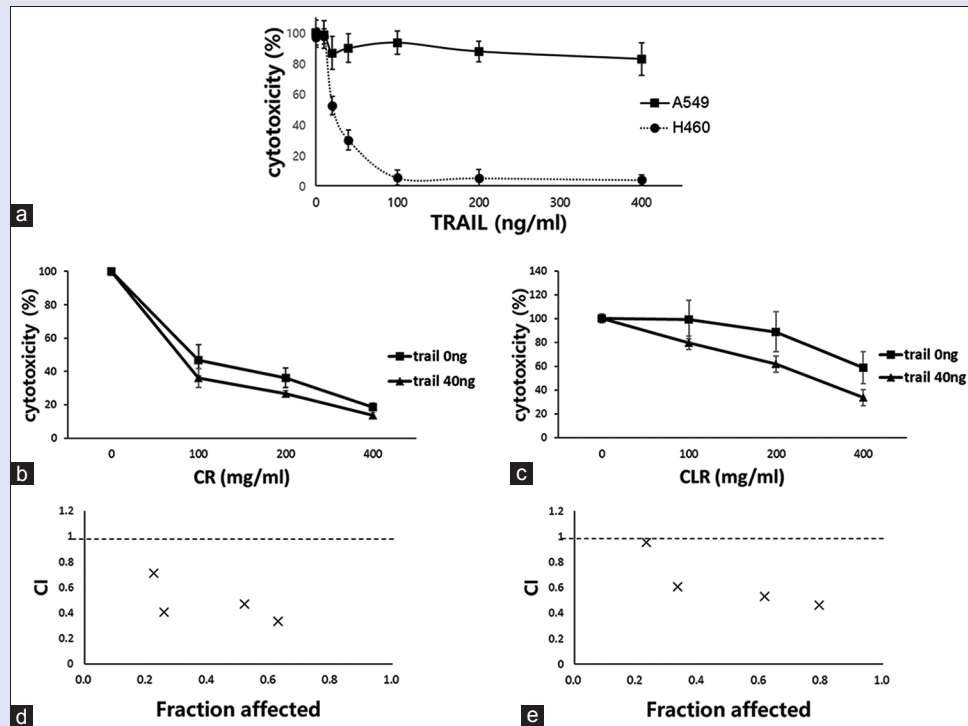 cytotoxicity (%)
100
80
60
40
20
0
0 100 200 300 400
TRAIL (ng/ml)
A549
H460
a
cytotoxicity (%)
100
80
60
40
20
0
0 100 200 400
CR (mg/ml)
trail 0ng
trail 40ng
b
cytotoxicity (%)
140
120
100
80
60
40
20
0
0 100 200 400
CLR (mg/ml)
trail 0ng
trail 40ng
c
CI
1.2
1
0.8
0.6
0.4
0.2
0
0.0 0.2 0.4 0.6 0.8 1.0
Fraction affected
d
CI
1.2
1
0.8
0.6
0.4
0.2
0
0.0 0.2 0.4 0.6 0.8 1.0
Fraction affected
e